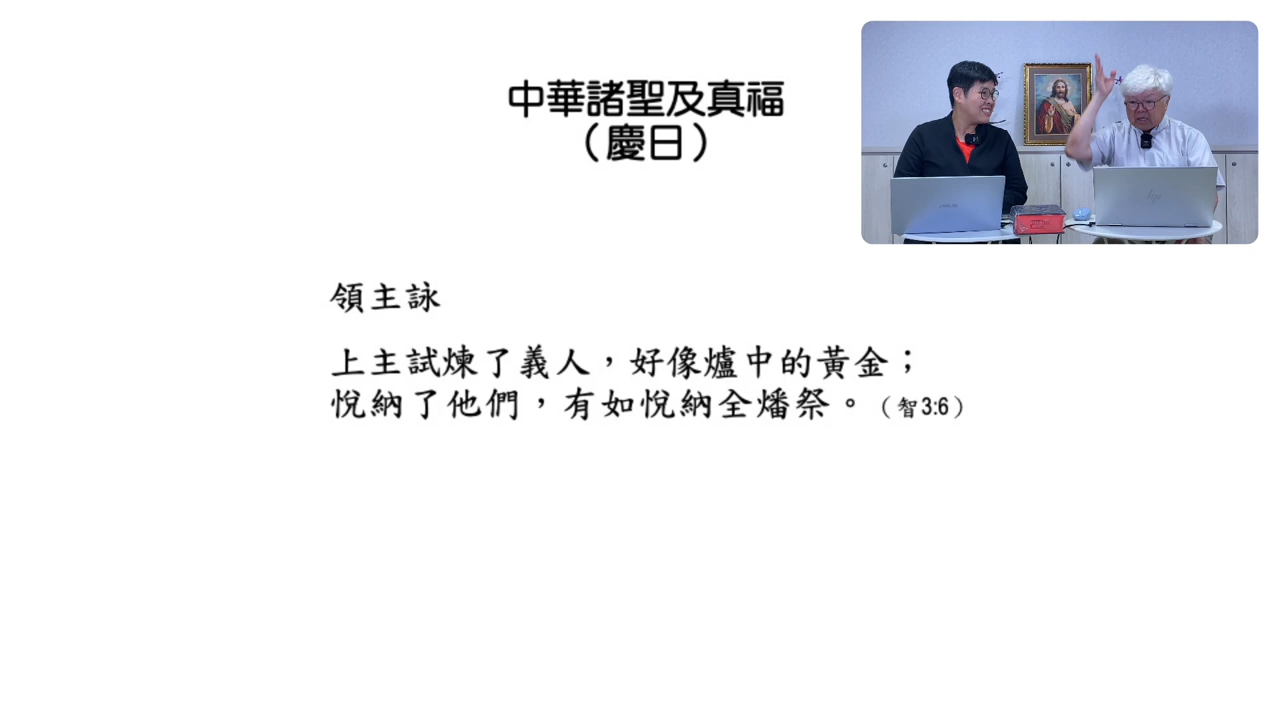 中華諸聖及真福
（慶日）
領主詠
上主試煉了義人，好像爐中的黃金；
悅納了他們，有如悅納全燔祭。（智3:6）